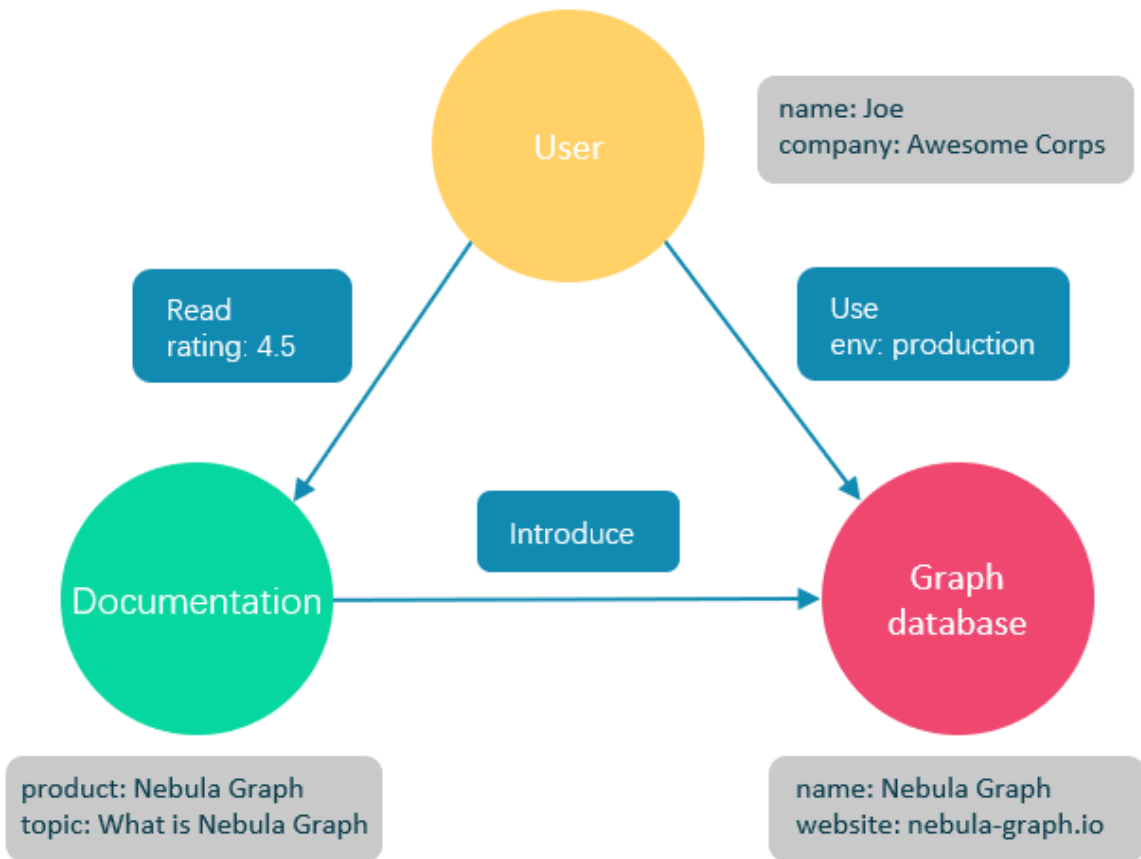 User
name: Joe
company: Awesome Corps
Read
rating: 4.5
Use
env: production
Introduce
Documentation
Graph
database
product: Nebula Graph
topic: What is Nebula Graph
name: Nebula Graph
website: nebula-graph.io